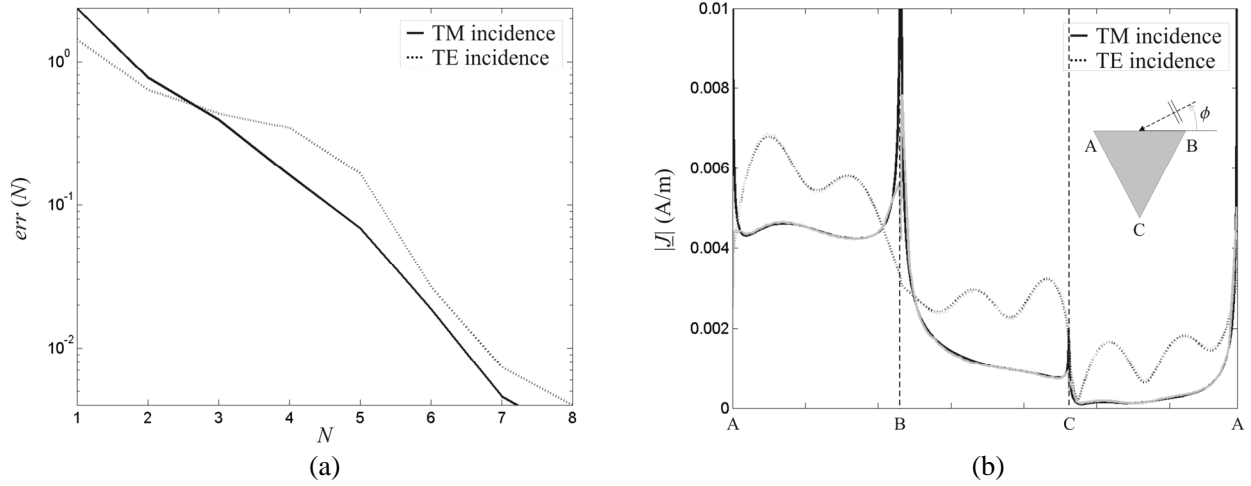 TM incidence
TE incidence
10^0
10^-1
10^-2
err (N)
1 2 3 4 5 6 7 8
N
(a)
0.01
0.008
0.006
0.004
0.002
0
|J| (A/m)
TM incidence
TE incidence
ϕ
A B
C
A B C A
(b)